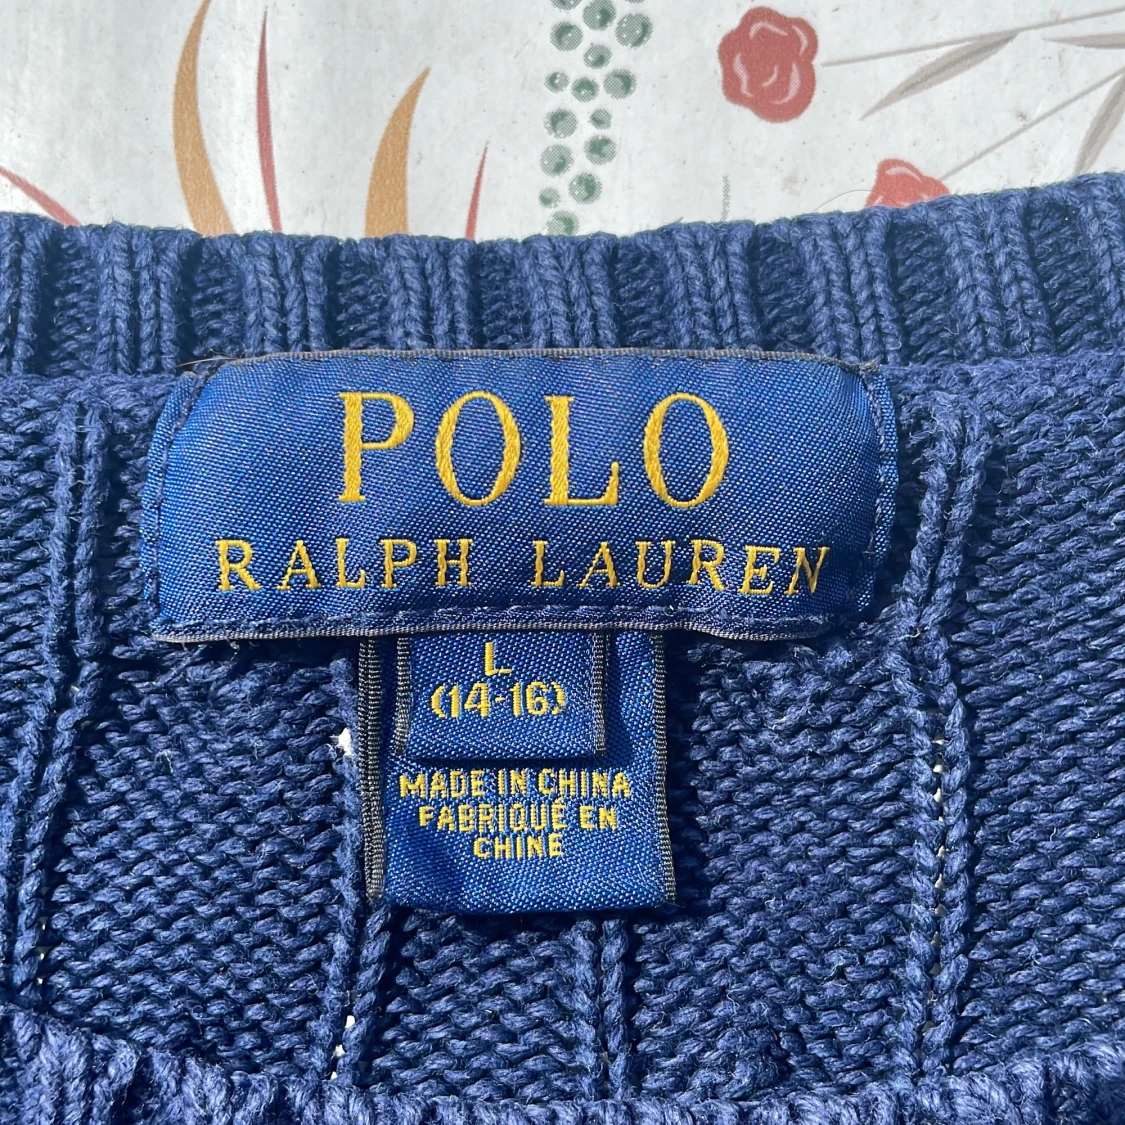 POLO
RALPH LAUREN
L
(14-16)
MADE IN CHINA
FABRIQUÉ EN
CHINE